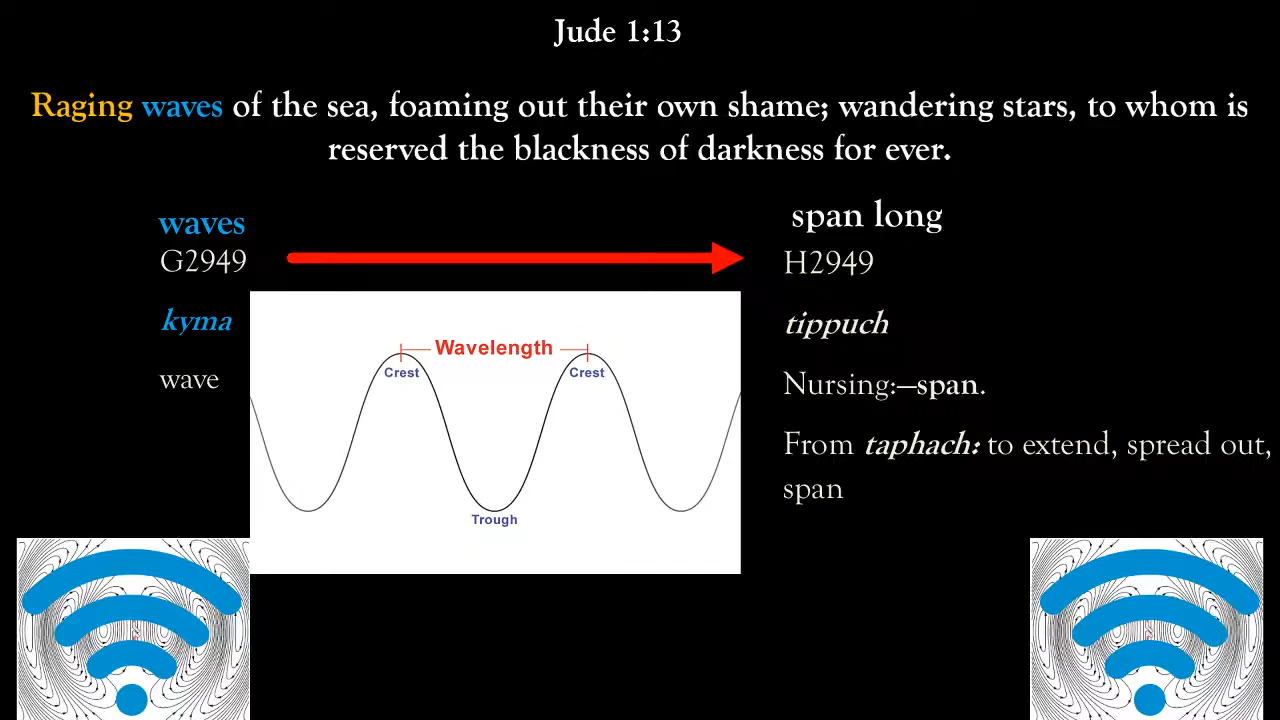 Jude 1:13
Raging waves of the sea, foaming out their own shame; wandering stars, to whom is
reserved the blackness of darkness for ever.
waves
G2949
kyma
wave
Wavelength
Crest
Crest
Trough
span long
H2949
tippuch
Nursing:—span.
From taphach: to extend, spread out,
span